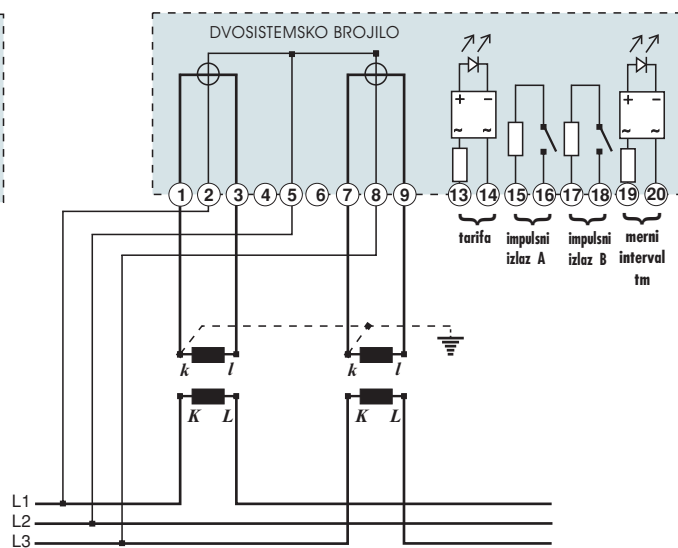 DVOSISTEMSKO BROJILO
+ − + −
~ ~ ~ ~
1 2 3 4 5 6 7 8 9 13 14 15 16 17 18 19 20
tarifa
impulsni
izlaz A
impulsni
izlaz B
merni
interval
tm
k l k l
K L K L
L1
L2
L3